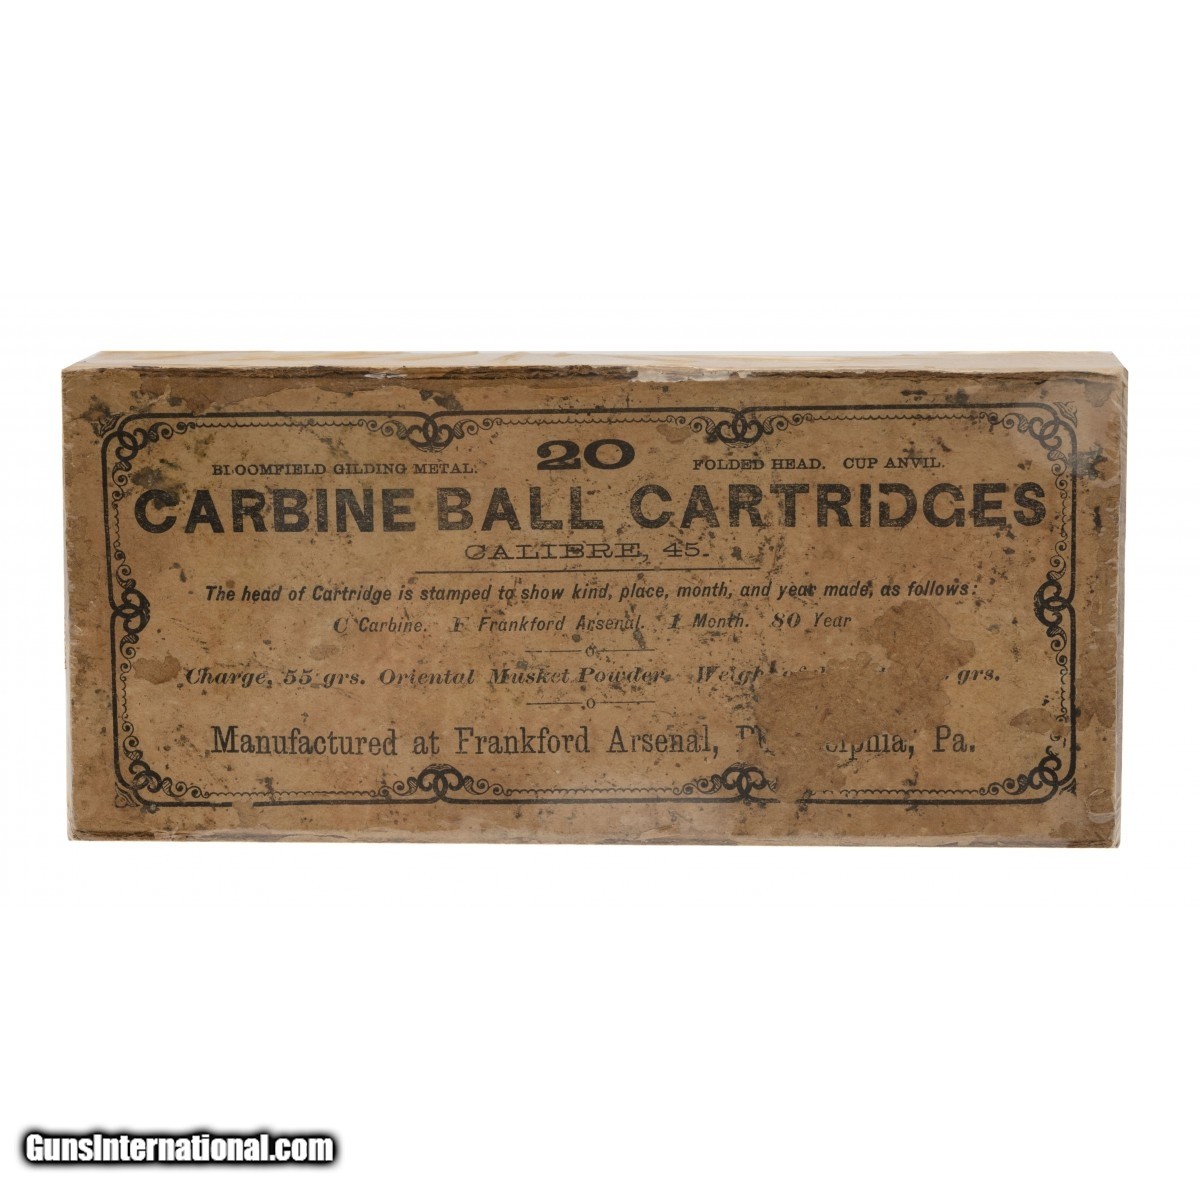 20
BLOOMFIELD GILDING METAL. FOLDED HEAD. CUP ANVIL.
CARBINE BALL CARTRIDGES
CALIBRE, 45.
The head of Cartridge is stamped to show kind, place, month, and year made, as follows:
C Carbine. F Frankford Arsenal. 1 Month. 80 Year
Charge, 55 grs. Oriental Musket Powder. grs.
Manufactured at Frankford Arsenal, Pa.
GunsInternational.com